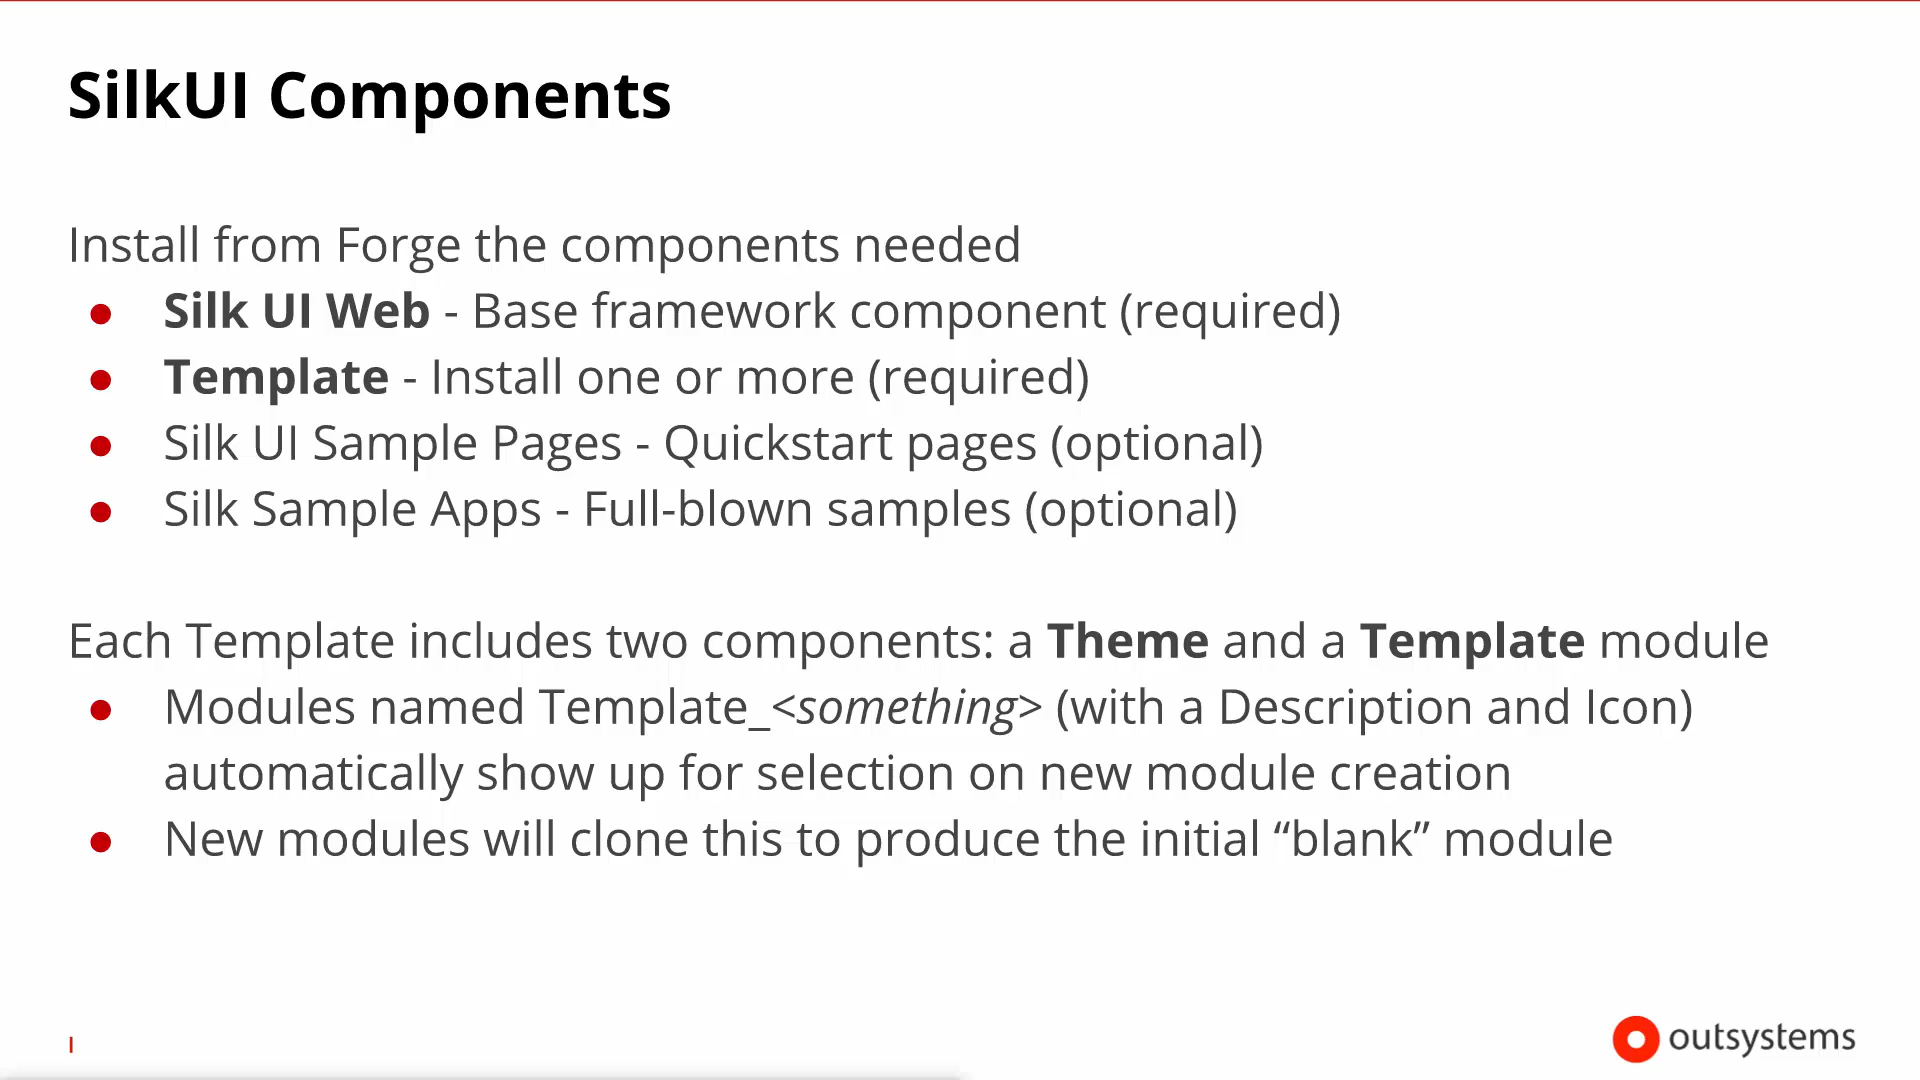 SilkUI Components
Install from Forge the components needed
● Silk UI Web - Base framework component (required)
● Template - Install one or more (required)
● Silk UI Sample Pages - Quickstart pages (optional)
● Silk Sample Apps - Full-blown samples (optional)
Each Template includes two components: a Theme and a Template module
● Modules named Template_<something> (with a Description and Icon)
automatically show up for selection on new module creation
● New modules will clone this to produce the initial “blank” module
I
outsystems